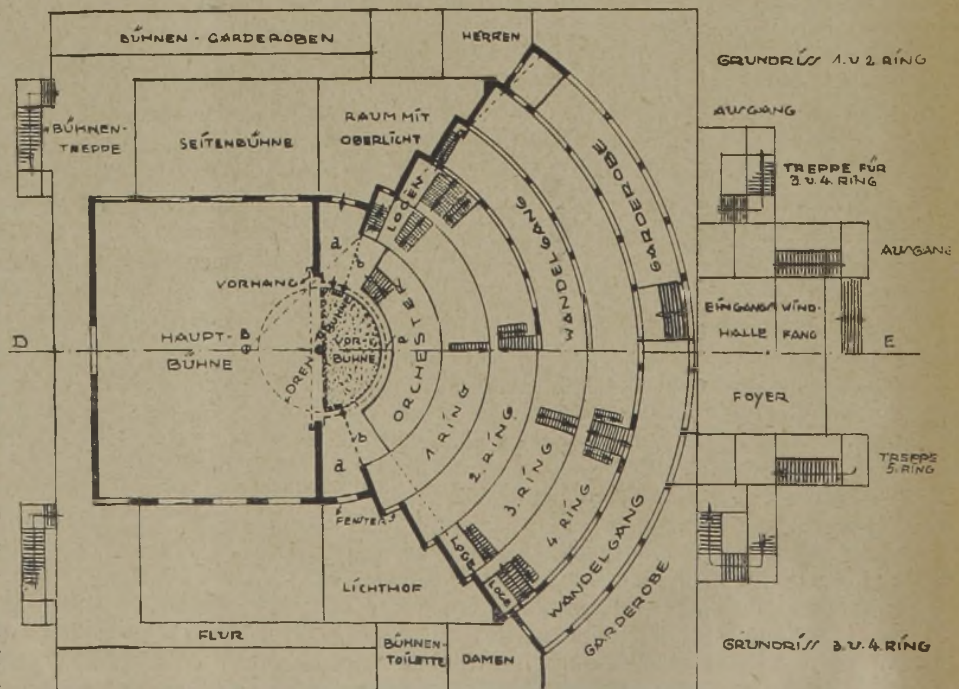 BÜHNEN - GARDEROBEN
HERREN
GRUNDRISS 1. U 2 RING
AUSGANG
BÜHNEN-
TREPPE
SEITENBÜHNE
RAUM MIT
OBERLICHT
TREPPE FÜR
3. U. 4. RING
GARDEROBE
LOGEN
WANDELGANG
AUSGANG
a
b
VORHANG
ORCHESTER
EINGANGS
HALLE
WIND-
FANG
D
HAUPT-
BÜHNE
B
BÜHNE
VOR-
BÜHNE
P
E
FOYER
1. RING
2. RING
3. RING
4 RING
a
b
TREPPE
5. RING
FENSTER
LOGE
LOGE
WANDELGANG
GARDEROBE
LICHTHOF
FLUR
BÜHNEN-
TOILETTE
DAMEN
GRUNDRISS 3. U. 4. RING